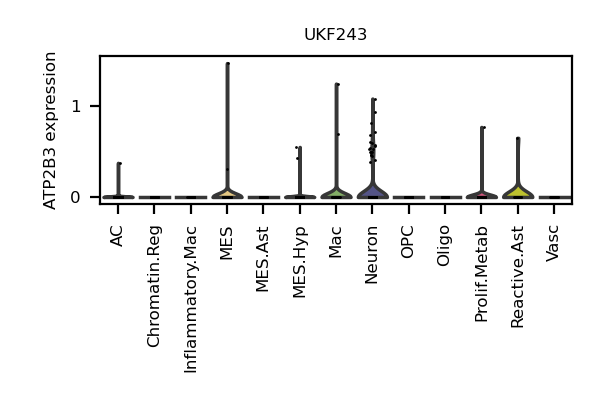 UKF243
ATP2B3 expression
1
0
AC
Chromatin.Reg
Inflammatory.Mac
MES
MES.Ast
MES.Hyp
Mac
Neuron
OPC
Oligo
Prolif.Metab
Reactive.Ast
Vasc